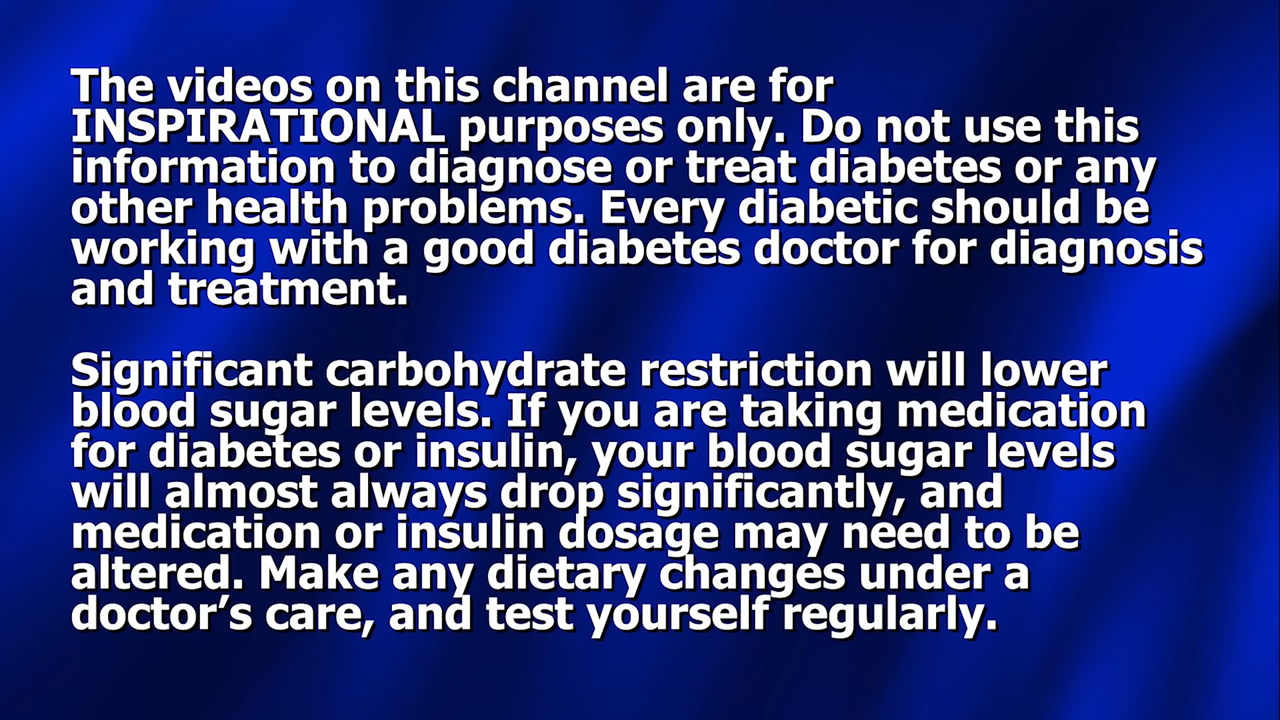 The videos on this channel are for
INSPIRATIONAL purposes only. Do not use this
information to diagnose or treat diabetes or any
other health problems. Every diabetic should be
working with a good diabetes doctor for diagnosis
and treatment.
Significant carbohydrate restriction will lower
blood sugar levels. If you are taking medication
for diabetes or insulin, your blood sugar levels
will almost always drop significantly, and
medication or insulin dosage may need to be
altered. Make any dietary changes under a
doctor’s care, and test yourself regularly.